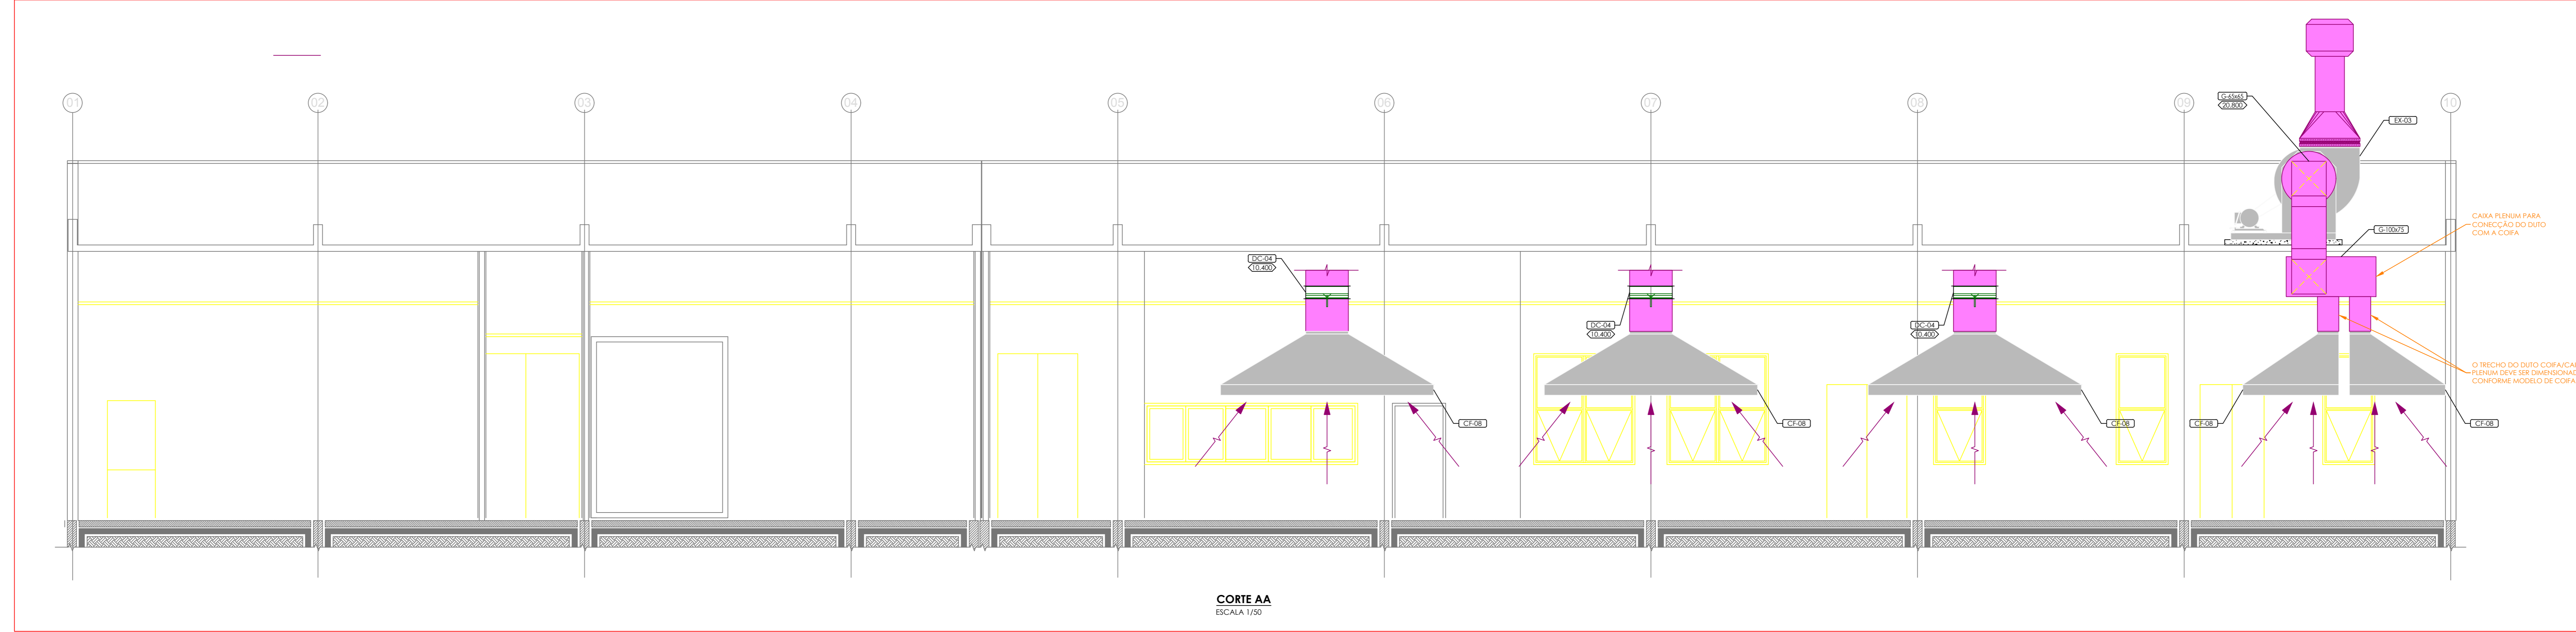 01
02
03
04
05
06
07
08
09
10
G-65x65
20.800
EX-03
CAIXA PLENUM PARA
CONECÇÃO DO DUTO
COM A COIFA
G-100x75
DC-04
10.400
DC-04
10.400
DC-04
10.400
O TRECHO DO DUTO COIFA/CAI
PLENUM DEVE SER DIMENSIONAD
CONFORME MODELO DE COIFA
CF-08
CF-08
CF-08
CF-08
CF-08
CORTE AA
ESCALA 1/50